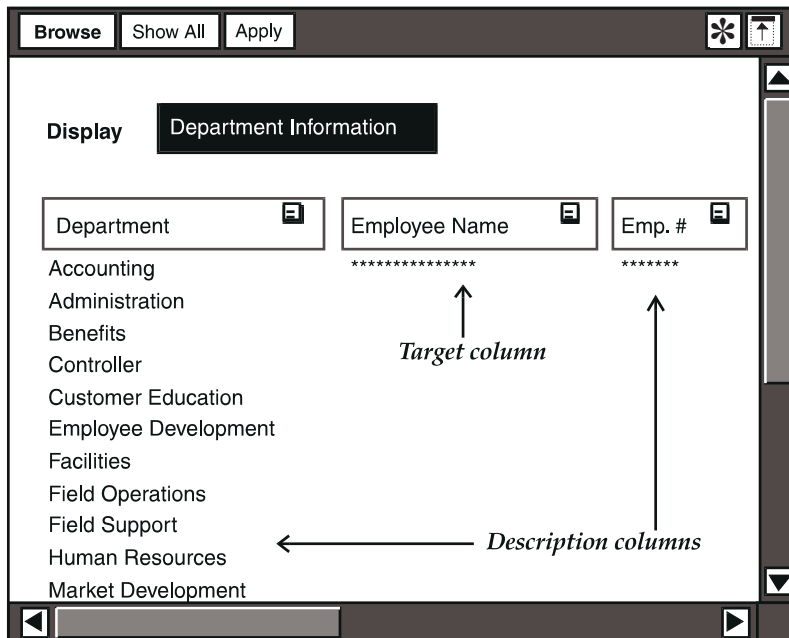 Browse Show All Apply
Display Department Information
Department Employee Name Emp. #
Accounting *************** *******
Administration
Benefits
Controller
Target column
Customer Education
Employee Development
Facilities
Field Operations
Field Support
Description columns
Human Resources
Market Development